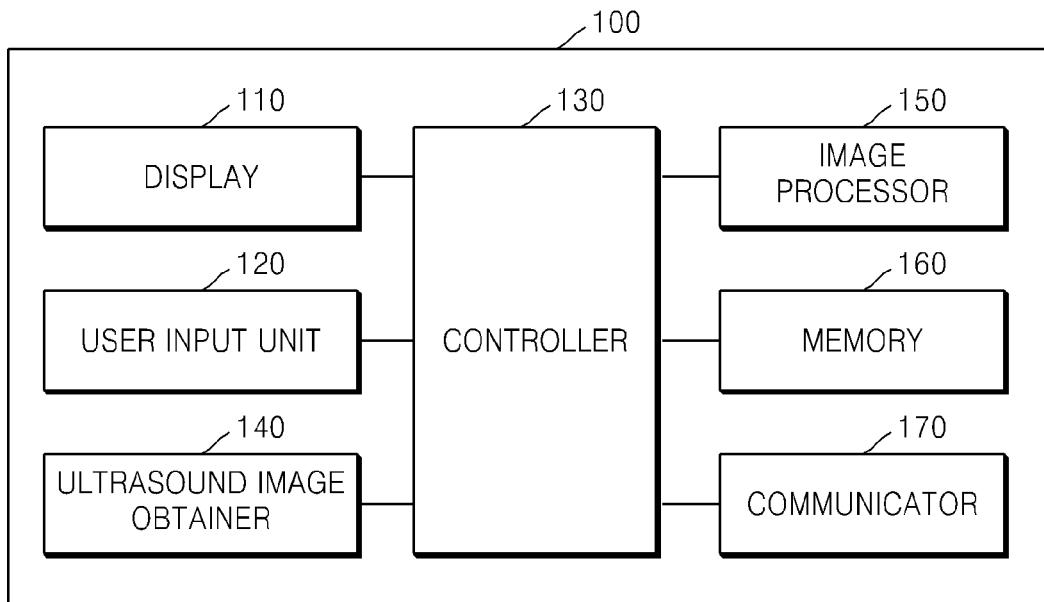 100
110
130
150
DISPLAY
IMAGE
PROCESSOR
120
160
USER INPUT UNIT
CONTROLLER
MEMORY
140
170
ULTRASOUND IMAGE
OBTAINER
COMMUNICATOR